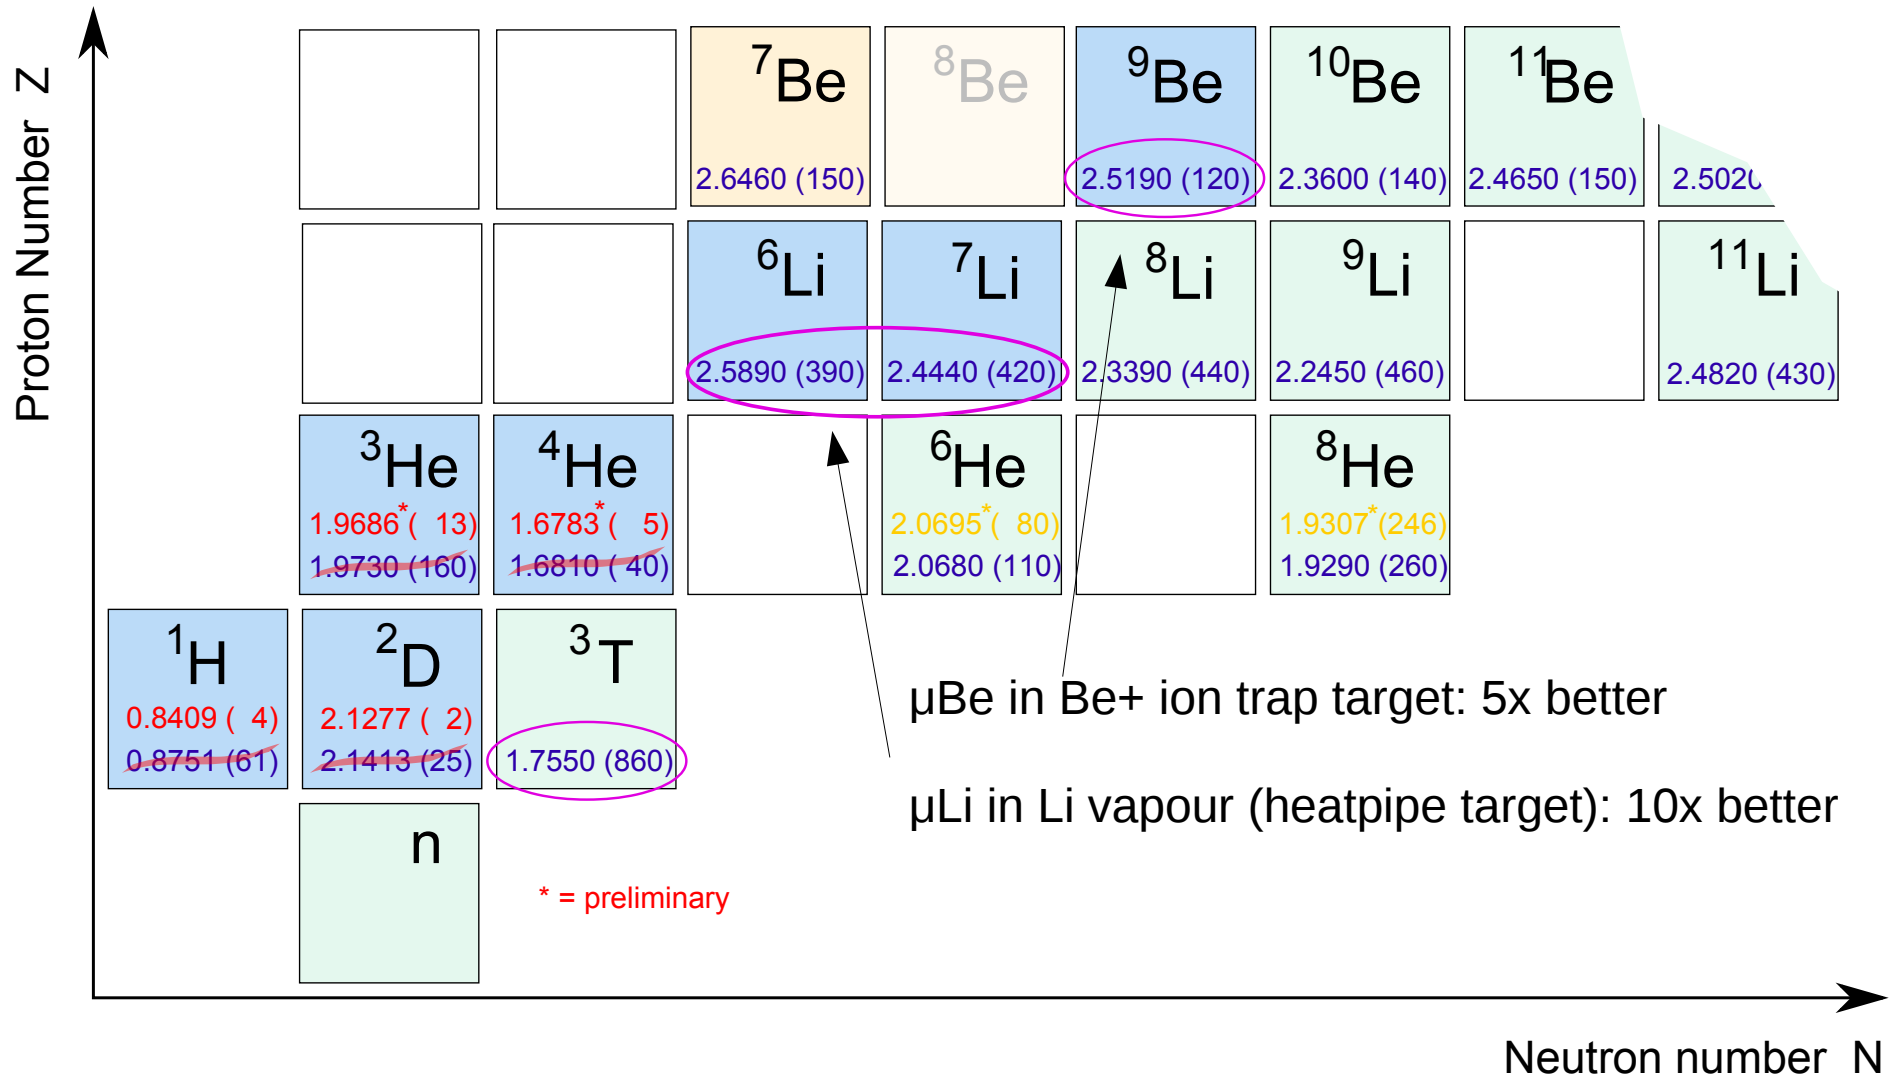 Proton Number Z
7Be
8Be
9Be
10Be
11Be
2.6460 (150)
2.5190 (120)
2.3600 (140)
2.4650 (150)
2.5020
6Li
7Li
8Li
9Li
11Li
2.5890 (390)
2.4440 (420)
2.3390 (440)
2.2450 (460)
2.4820 (430)
3He
4He
6He
8He
1.9686*( 13)
1.6783*( 5)
2.0695*( 80)
1.9307*(246)
1.9730 (160)
1.6810 ( 40)
2.0680 (110)
1.9290 (260)
1H
2D
3T
0.8409 ( 4)
2.1277 ( 2)
0.8751 (61)
2.1413 (25)
1.7550 (860)
µBe in Be+ ion trap target: 5x better
µLi in Li vapour (heatpipe target): 10x better
n
* = preliminary
Neutron number N